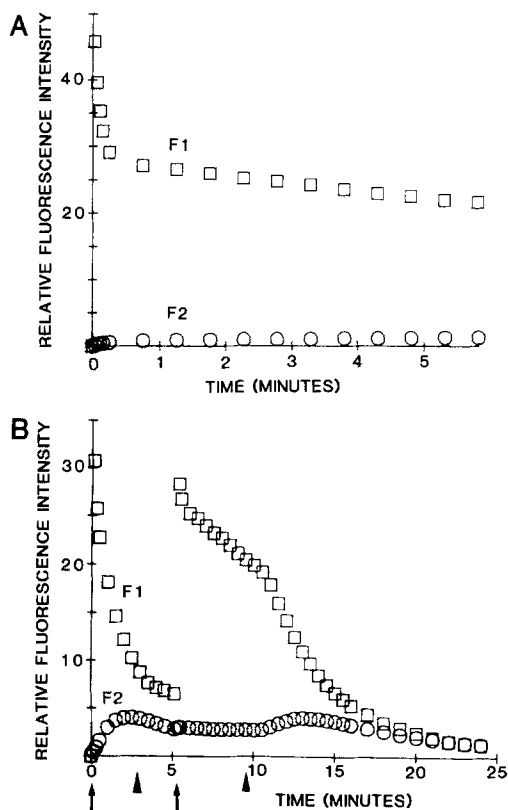 A
RELATIVE FLUORESCENCE INTENSITY
40
20
F1
F2
0 1 2 3 4 5
TIME (MINUTES)
B
RELATIVE FLUORESCENCE INTENSITY
30
20
10
F1
F2
0 5 10 15 20 25
TIME (MINUTES)